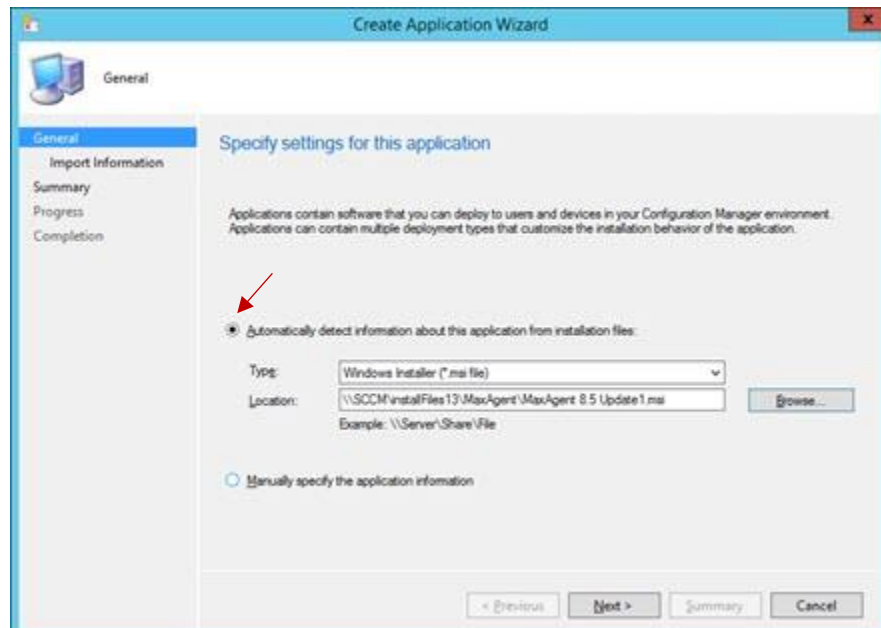 Create Application Wizard
x
General
General
Import Information
Summary
Progress
Completion
Specify settings for this application
Applications contain software that you can deploy to users and devices in your Configuration Manager environment.
Applications can contain multiple deployment types that customize the installation behavior of the application.
Automatically detect information about this application from installation files:
Type: Windows Installer (*.msi file)
Location: \\SCCM\installFiles13\MaxAgent\MaxAgent 8.5 Update1.msi Browse...
Example: \\Server\Share\File
Manually specify the application information
< Previous Next > Summary Cancel